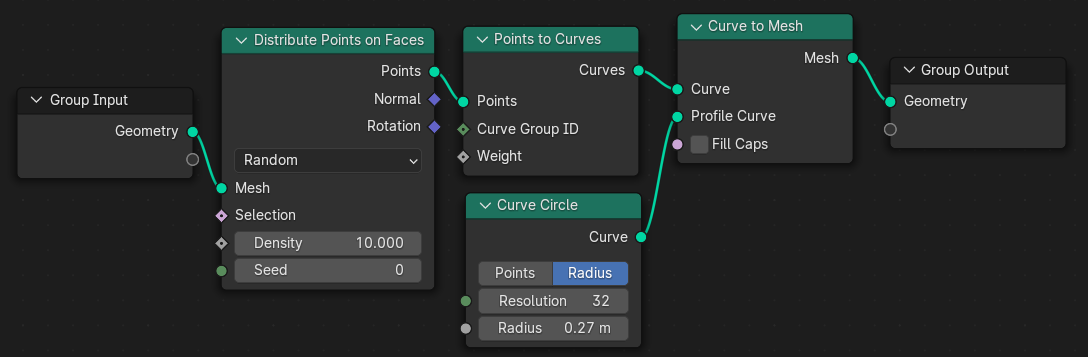 Group Input
Geometry
Distribute Points on Faces
Points
Normal
Rotation
Random
Mesh
Selection
Density 10.000
Seed 0
Points to Curves
Curves
Points
Curve Group ID
Weight
Curve Circle
Curve
Points Radius
Resolution 32
Radius 0.27 m
Curve to Mesh
Mesh
Curve
Profile Curve
Fill Caps
Group Output
Geometry